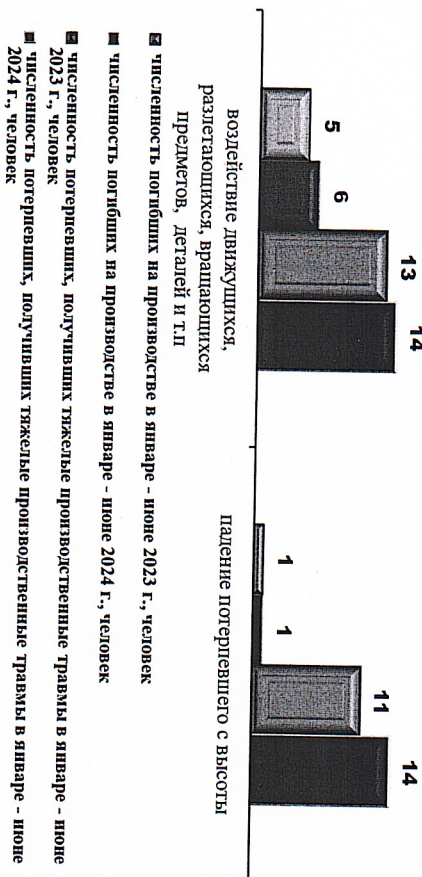 5
6
13
14
1
1
11
14
воздействие движущихся,
разлетающихся, вращающихся
предметов, деталей и т.п
падение потерпевшего с высоты
численность погибших на производстве в январе - июне 2023 г., человек
численность погибших на производстве в январе - июне 2024 г., человек
численность потерпевших, получивших тяжелые производственные травмы в январе - июне
2023 г., человек
численность потерпевших, получивших тяжелые производственные травмы в январе - июне
2024 г., человек